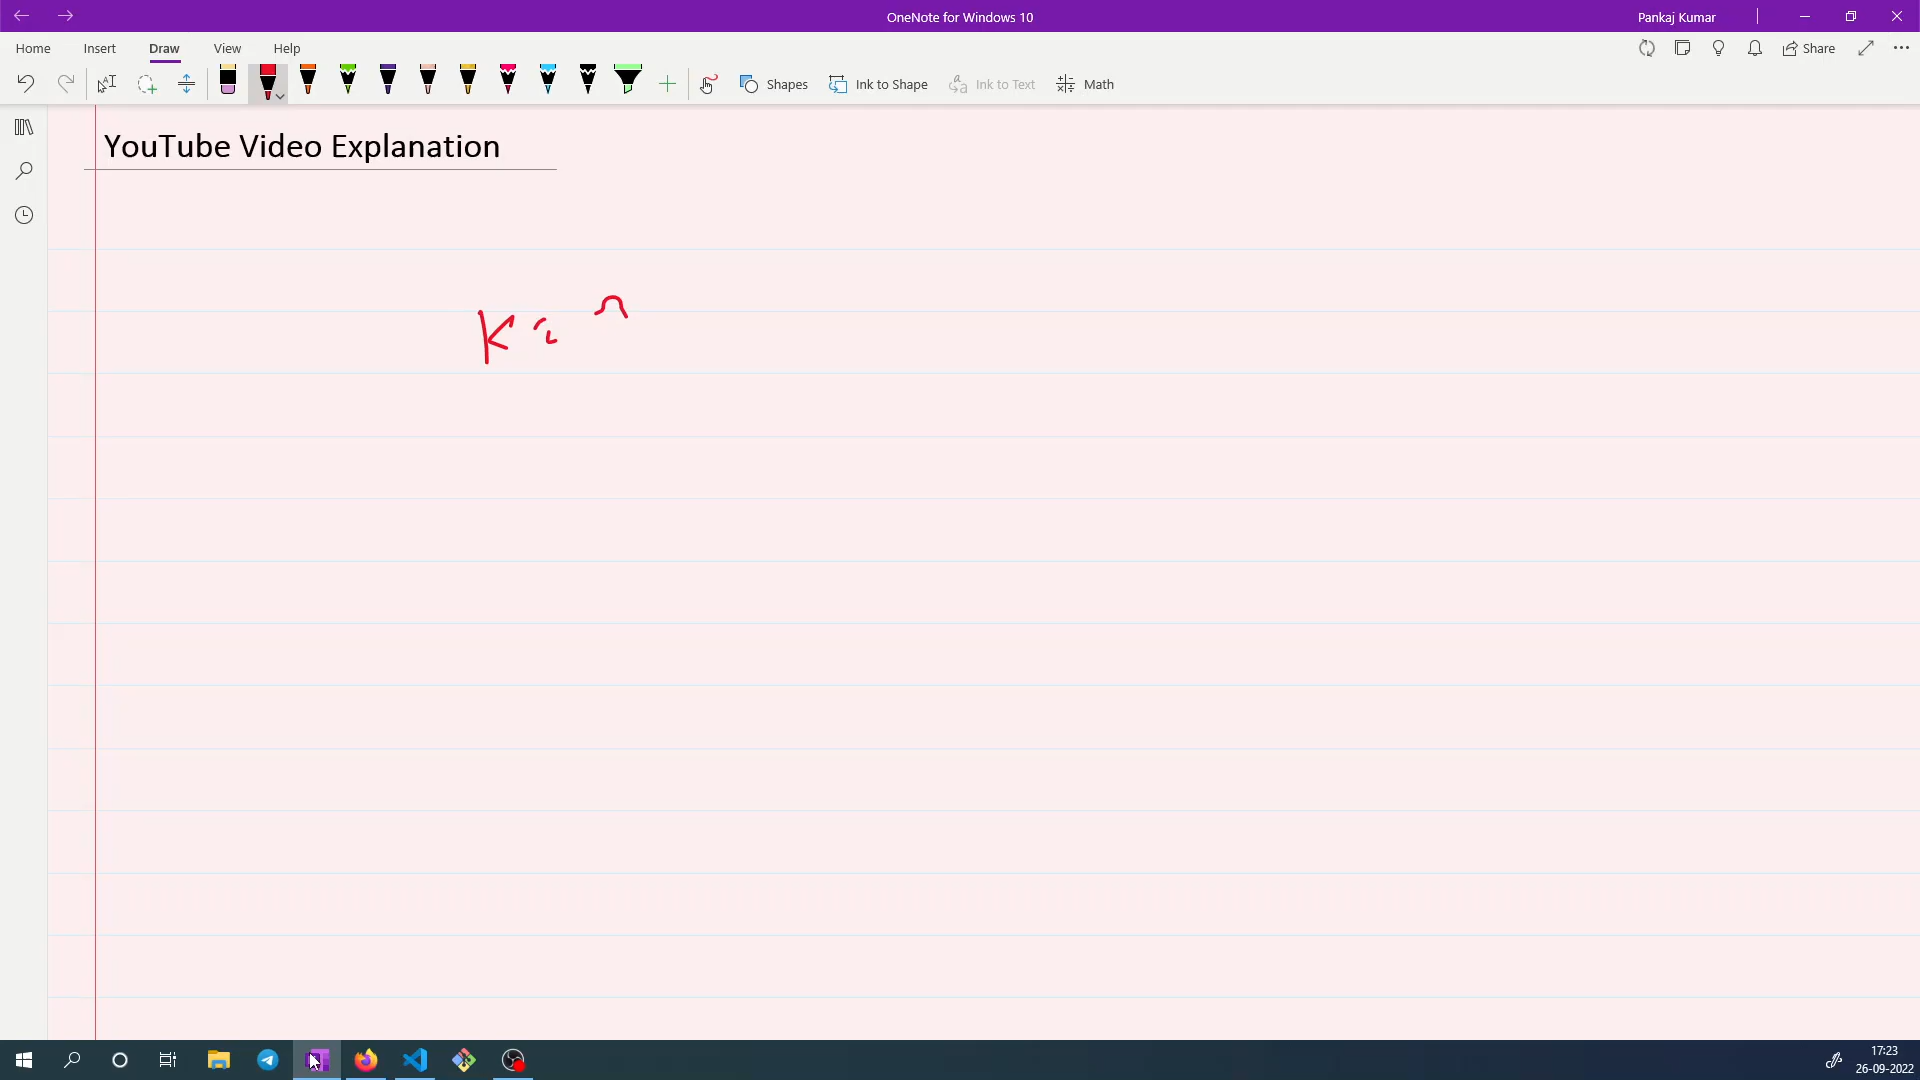 OneNote for Windows 10
Pankaj Kumar
Home Insert Draw View Help
Share
Shapes Ink to Shape Ink to Text Math
YouTube Video Explanation
K
17:23
26-09-2022